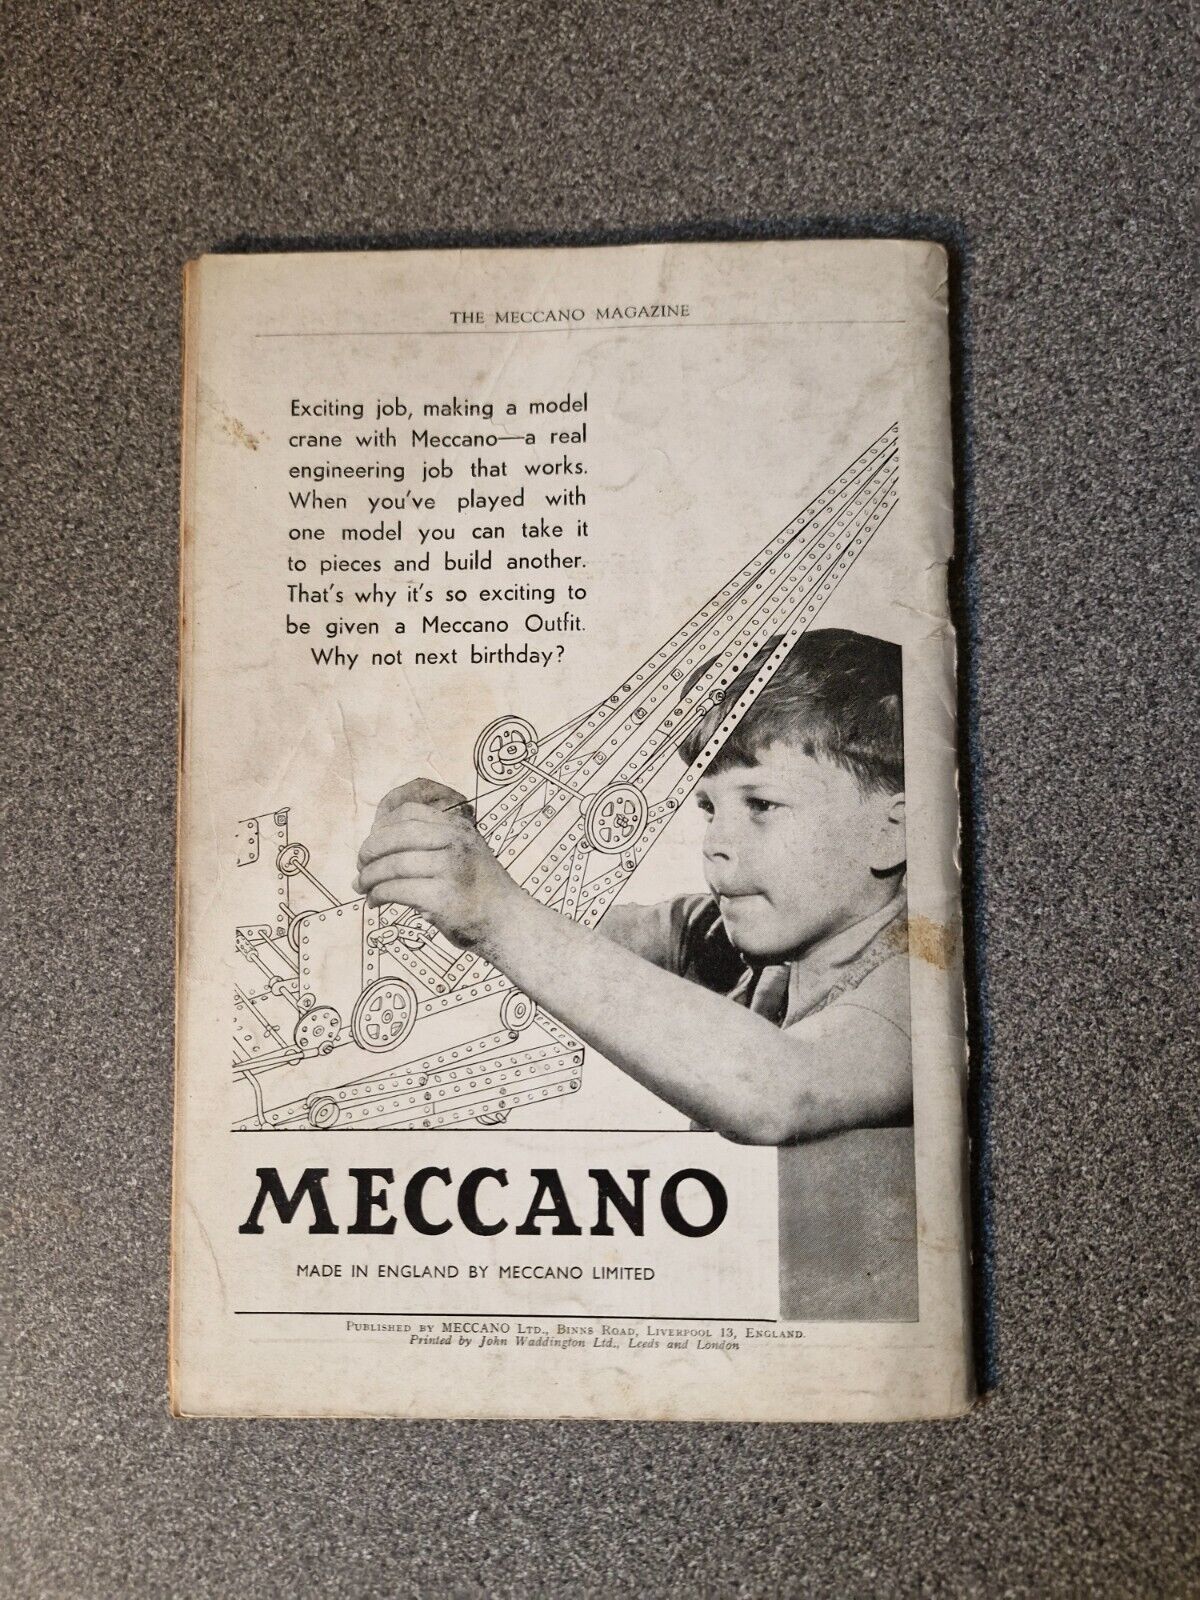 THE MECCANO MAGAZINE
Exciting job, making a model
crane with Meccano—a real
engineering job that works.
When you've played with
one model you can take it
to pieces and build another.
That's why it's so exciting to
be given a Meccano Outfit.
Why not next birthday?
MECCANO
MADE IN ENGLAND BY MECCANO LIMITED
PUBLISHED BY MECCANO LTD., BINNS ROAD, LIVERPOOL 13, ENGLAND.
Printed by John Waddington Ltd., Leeds and London